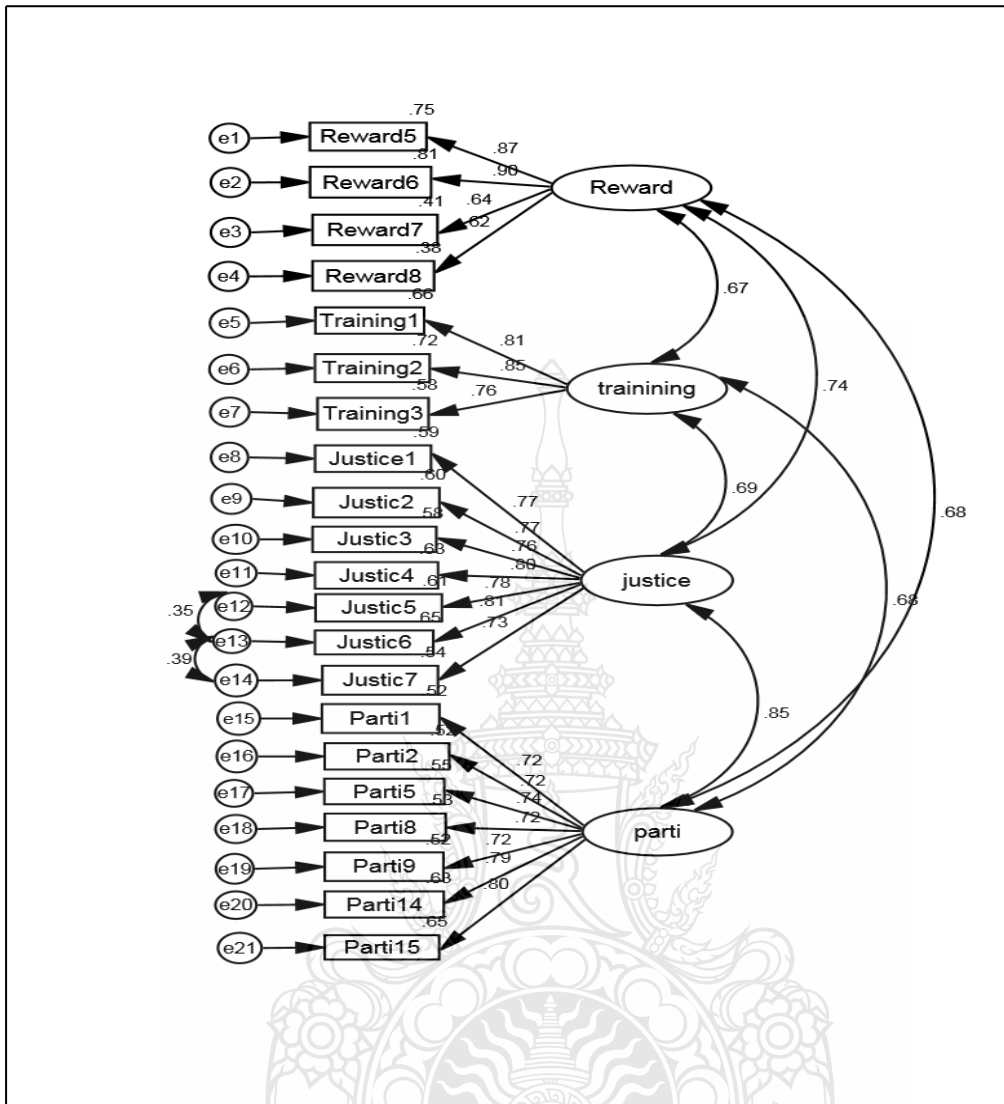 .75
e1 Reward5 .87
.81
e2 Reward6 .90 Reward
.41
e3 Reward7 .64
.62
.38
e4 Reward8
.66 .67
e5 Training1
.72 .81
e6 Training2 .85 trainining .74
.58
e7 Training3 .76
.59
e8 Justice1
.60
e9 Justic2 .77 .69 .68
.58 .77
e10 Justic3 .76
.63 .80
e11 Justic4 justice
.61 .78
.35 e12 Justic5 .81
.65 .73 .68
e13 Justic6
.39 .54
e14 Justic7
.52
e15 Parti1 .85
.52
e16 Parti2 .72
.55 .72
e17 Parti5 .74
.53 .72
e18 Parti8 parti
.52 .72
e19 Parti9 .79
.63 .80
e20 Parti14
.65
e21 Parti15